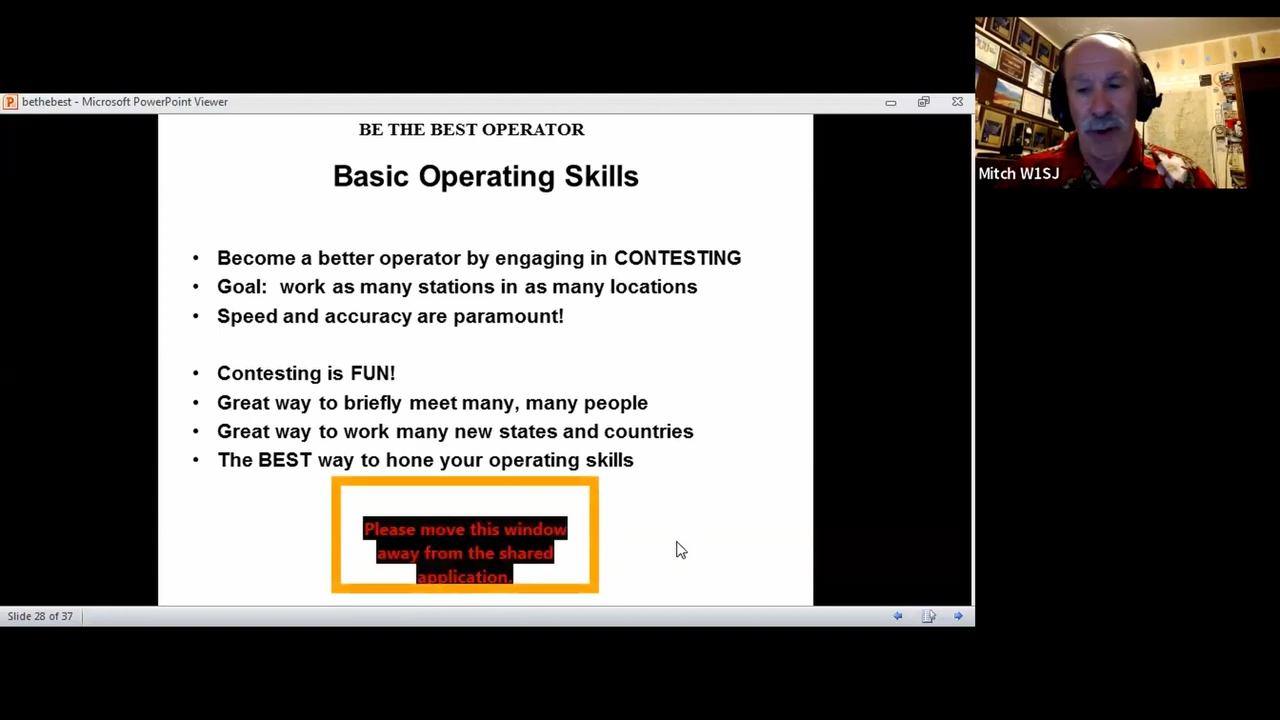 bethebest - Microsoft PowerPoint Viewer
BE THE BEST OPERATOR
Basic Operating Skills
• Become a better operator by engaging in CONTESTING
• Goal: work as many stations in as many locations
• Speed and accuracy are paramount!
• Contesting is FUN!
• Great way to briefly meet many, many people
• Great way to work many new states and countries
• The BEST way to hone your operating skills
Please move this window
away from the shared
application.
Slide 28 of 37
Mitch W1SJ